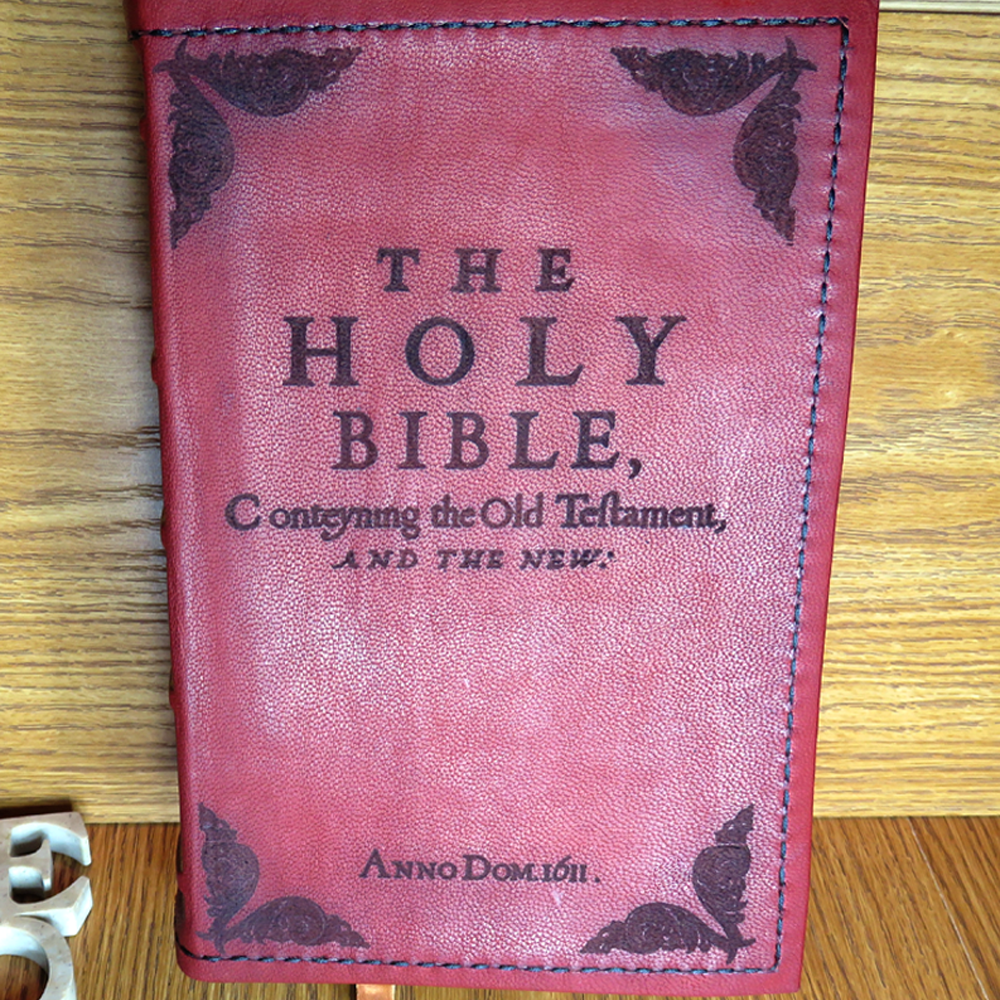 THE
HOLY
BIBLE,
Conteyning the Old Teſtament,
AND THE NEW:
ANNO DOM. 1611.